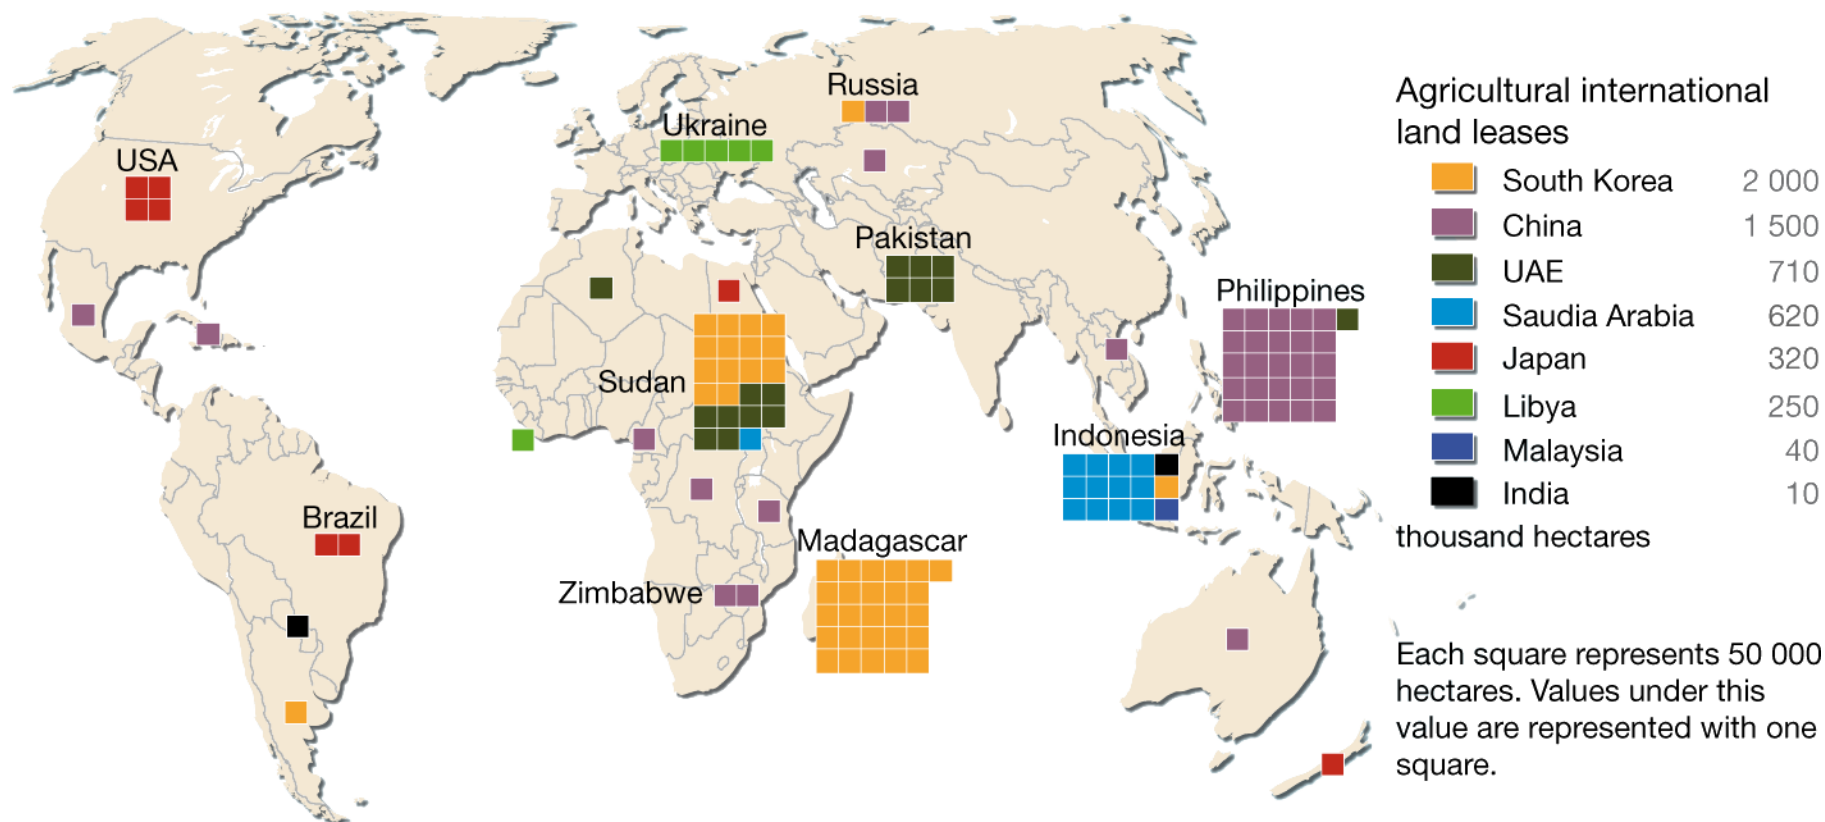 Russia
Ukraine
USA
Pakistan
Philippines
Sudan
Indonesia
Brazil
Madagascar
Zimbabwe
Agricultural international
land leases
South Korea 2 000
China 1 500
UAE 710
Saudia Arabia 620
Japan 320
Libya 250
Malaysia 40
India 10
thousand hectares
Each square represents 50 000
hectares. Values under this
value are represented with one
square.